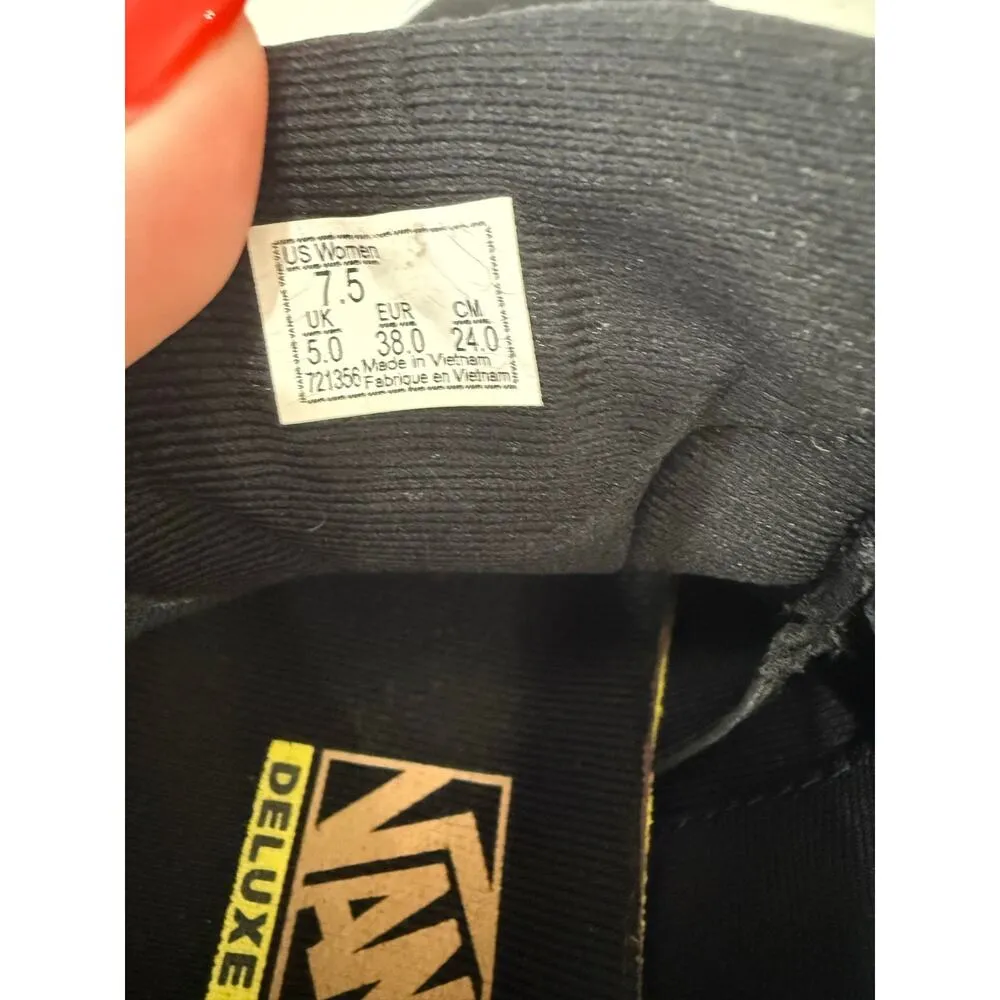 US Women
7.5
UK EUR CM
5.0 38.0 24.0
Made in Vietnam
721356 Fabrique en Vietnam
DELUXE
VAN